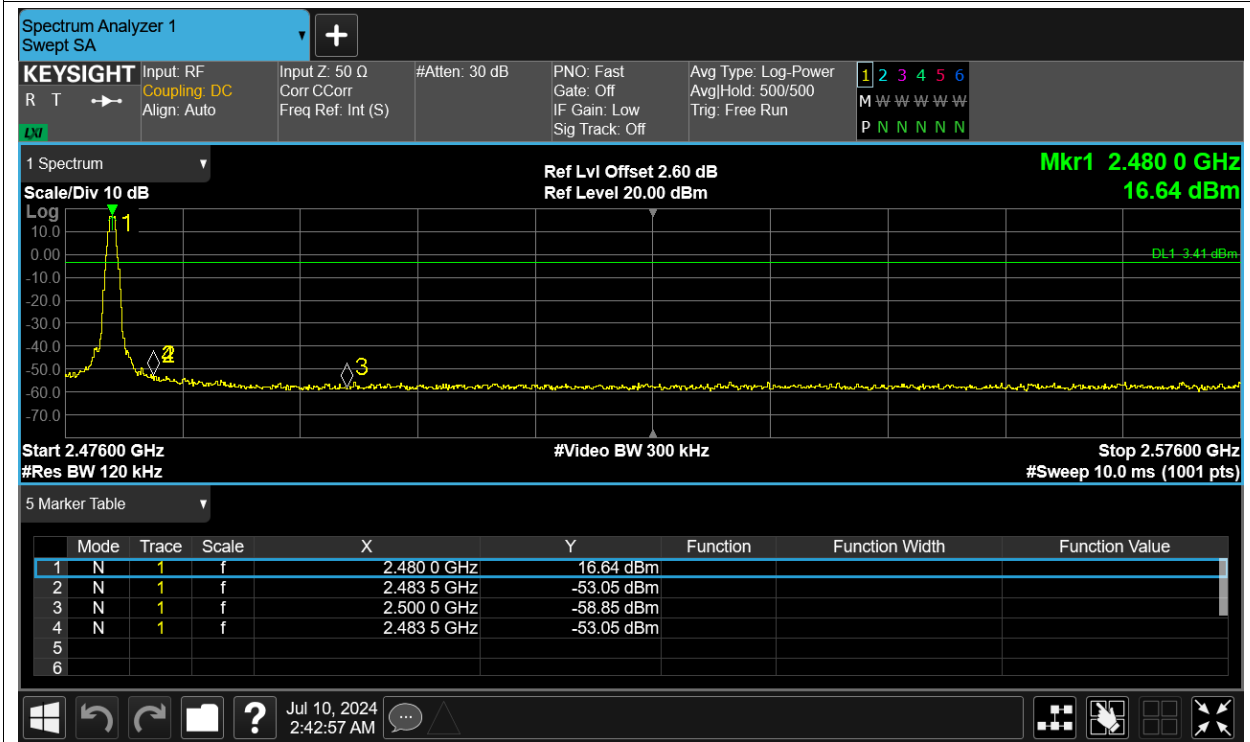 Spectrum Analyzer 1
Swept SA
+
KEYSIGHT Input: RF Input Z: 50 Ω #Atten: 30 dB PNO: Fast Avg Type: Log-Power 1 2 3 4 5 6
R T Coupling: DC Corr CCorr Gate: Off Avg|Hold: 500/500 M W W W W W
Align: Auto Freq Ref: Int (S) IF Gain: Low Trig: Free Run
LXI Sig Track: Off P N N N N N
1 Spectrum Ref Lvl Offset 2.60 dB Mkr1 2.480 0 GHz
Scale/Div 10 dB Ref Level 20.00 dBm 16.64 dBm
Log
1
10.0
0.00 DL1 -3.41 dBm
-10.0
-20.0
-30.0
-40.0
2
3
-50.0
-60.0
-70.0
Start 2.47600 GHz #Video BW 300 kHz Stop 2.57600 GHz
#Res BW 120 kHz #Sweep 10.0 ms (1001 pts)
5 Marker Table
Mode Trace Scale X Y Function Function Width Function Value
1 N 1 f 2.480 0 GHz 16.64 dBm
2 N 1 f 2.483 5 GHz -53.05 dBm
3 N 1 f 2.500 0 GHz -58.85 dBm
4 N 1 f 2.483 5 GHz -53.05 dBm
5
6
? Jul 10, 2024
2:42:57 AM